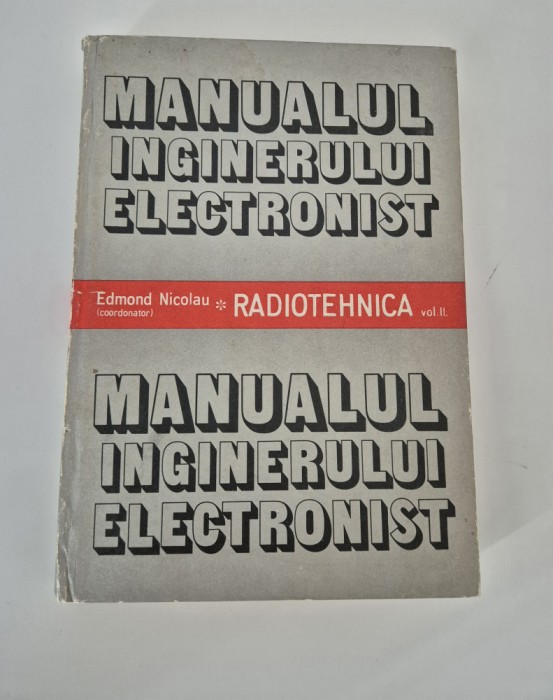 MANUALUL
INGINERULUI
ELECTRONIST
Edmond Nicolau * RADIOTEHNICA vol. II.
(coordonator)
MANUALUL
INGINERULUI
ELECTRONIST